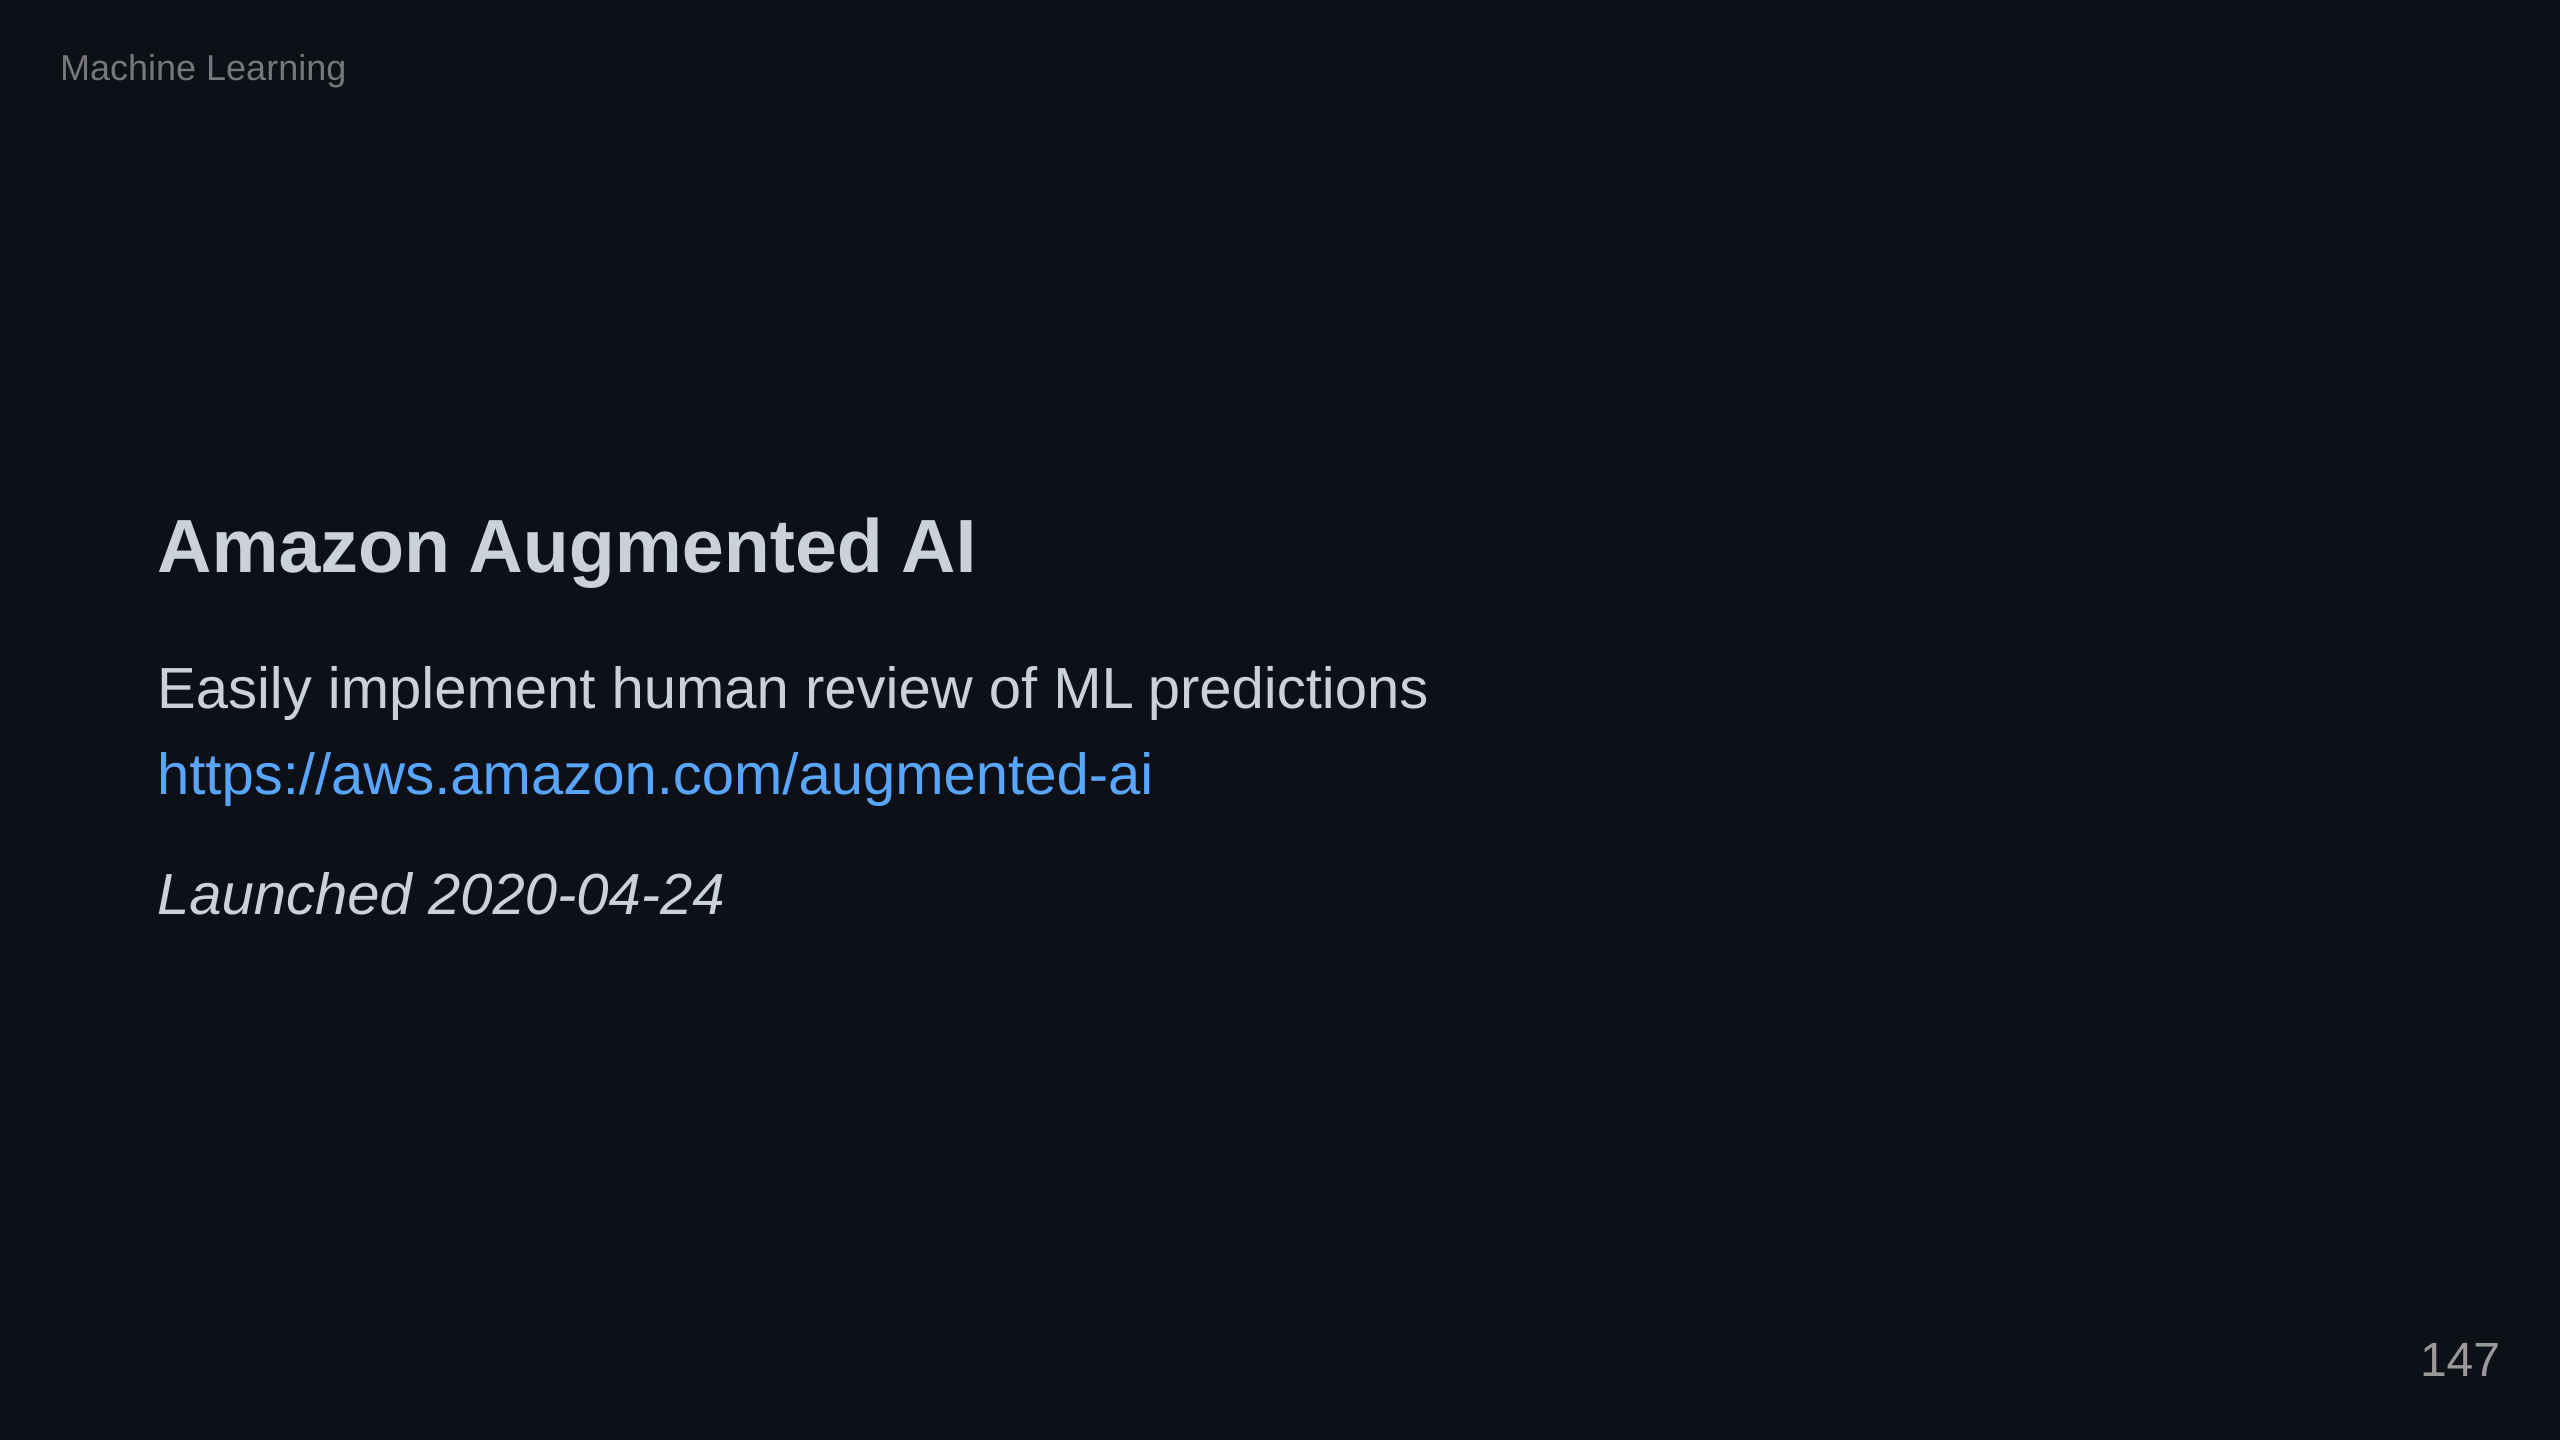 Machine Learning
Amazon Augmented AI
Easily implement human review of ML predictions
https://aws.amazon.com/augmented-ai
Launched 2020-04-24
147